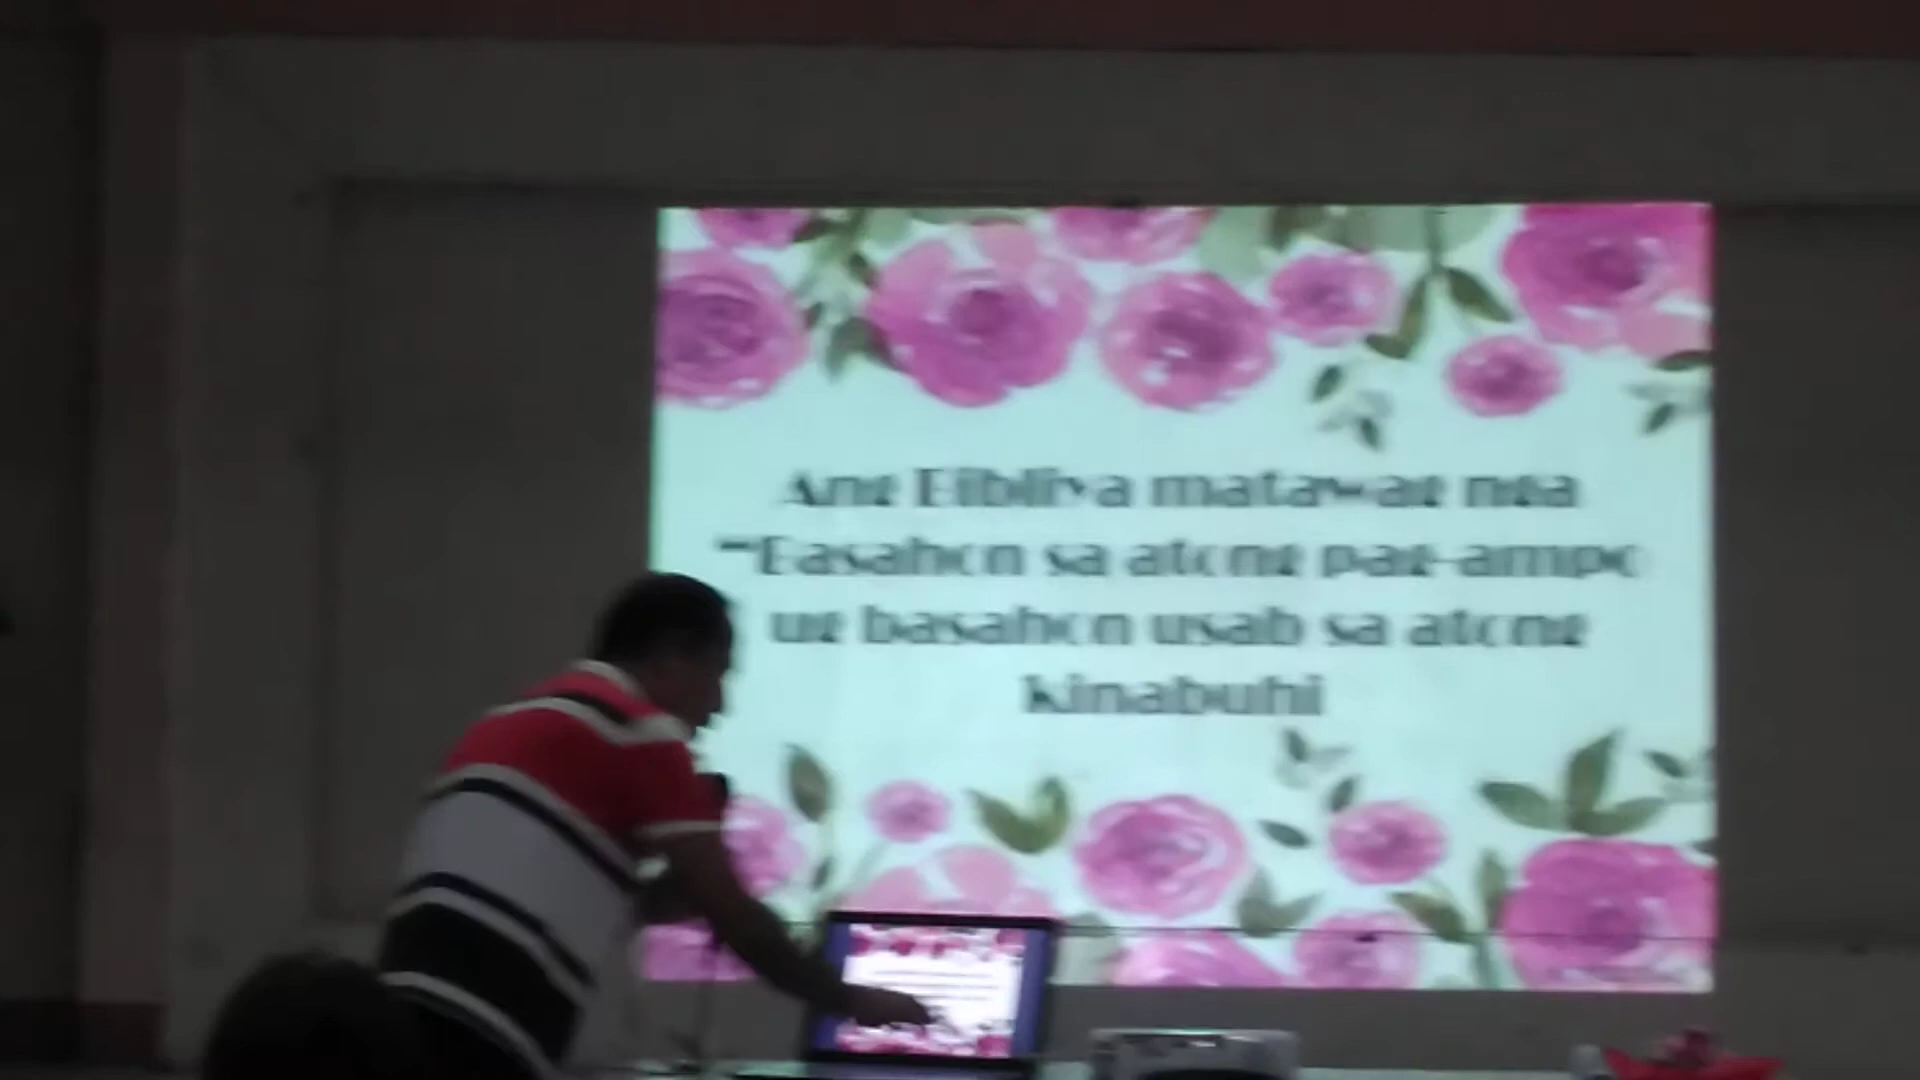 Ang Bibliya matawag nga
“Basahon sa atong pag-ampo
ug basahon usab sa atong
kinabuhi